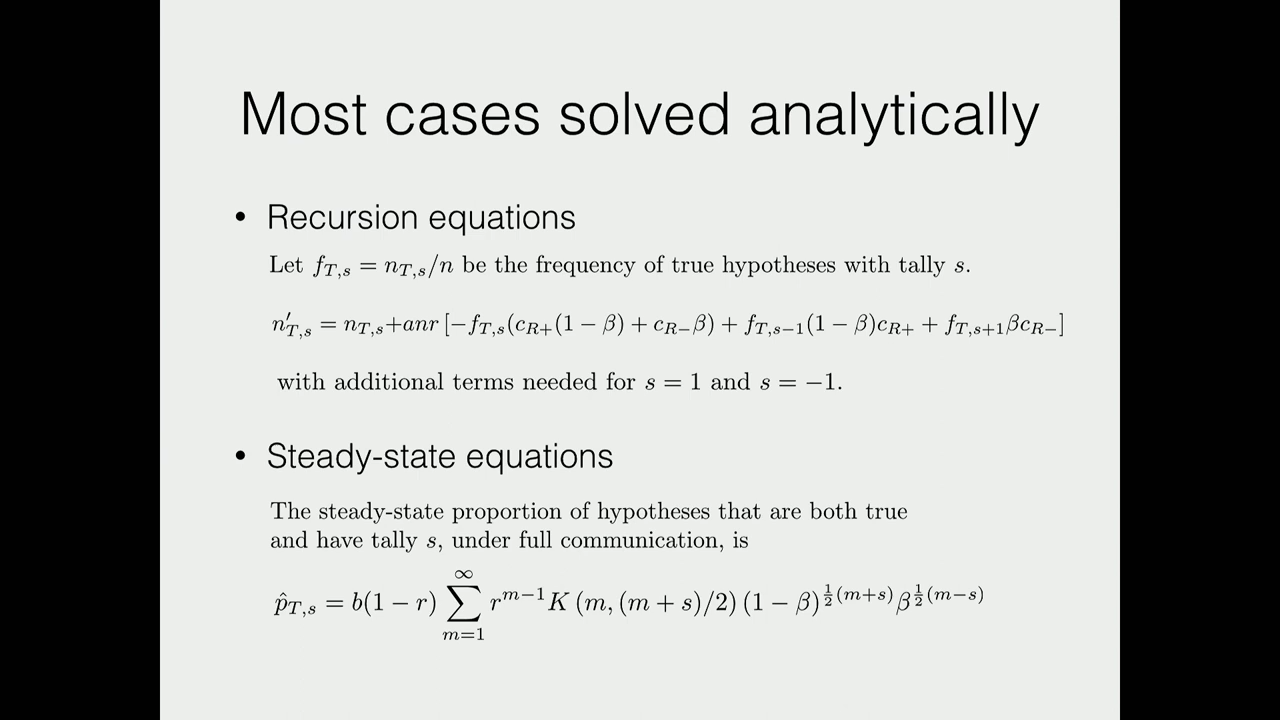 Most cases solved analytically
• Recursion equations
Let f_{T,s} = n_{T,s}/n be the frequency of true hypotheses with tally s.
n′_{T,s} = n_{T,s}+anr [−f_{T,s}(c_{R+}(1 − β) + c_{R−}β) + f_{T,s−1}(1 − β)c_{R+} + f_{T,s+1}βc_{R−}]
with additional terms needed for s = 1 and s = −1.
• Steady-state equations
The steady-state proportion of hypotheses that are both true
and have tally s, under full communication, is
p̂_{T,s} = b(1 − r) ∑_{m=1}^{∞} r^{m−1} K (m, (m + s)/2) (1 − β)^{½(m+s)} β^{½(m−s)}